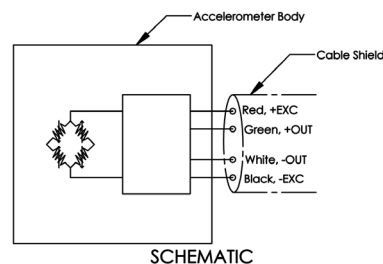 Accelerometer Body
Cable Shield
Red, +EXC
Green, +OUT
White, -OUT
Black, -EXC
SCHEMATIC